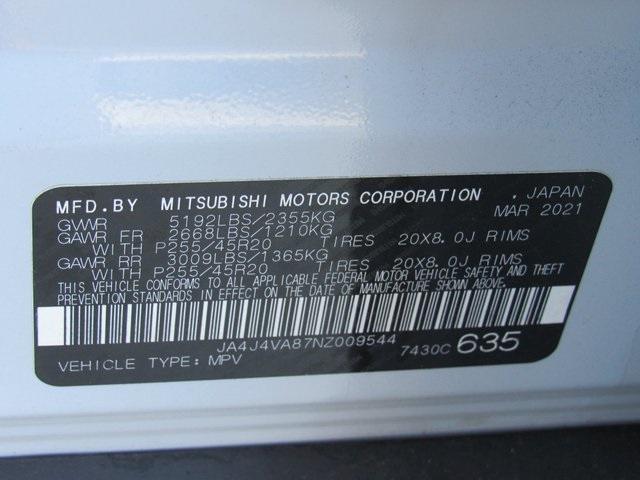 MFD.BY MITSUBISHI MOTORS CORPORATION . JAPAN
GVWR 5192LBS/2355KG MAR 2021
GAWR FR 2668LBS/1210KG
WITH P255/45R20 TIRES 20X8.0J RIMS
GAWR RR 3009LBS/1365KG
WITH P255/45R20 TIRES 20X8.0J RIMS
THIS VEHICLE CONFORMS TO ALL APPLICABLE FEDERAL MOTOR VEHICLE SAFETY AND THEFT
PREVENTION STANDARDS IN EFFECT ON THE DATE OF MANUFACTURE SHOWN ABOVE.
JA4J4VA87NZ009544
VEHICLE TYPE: MPV 7430C 635